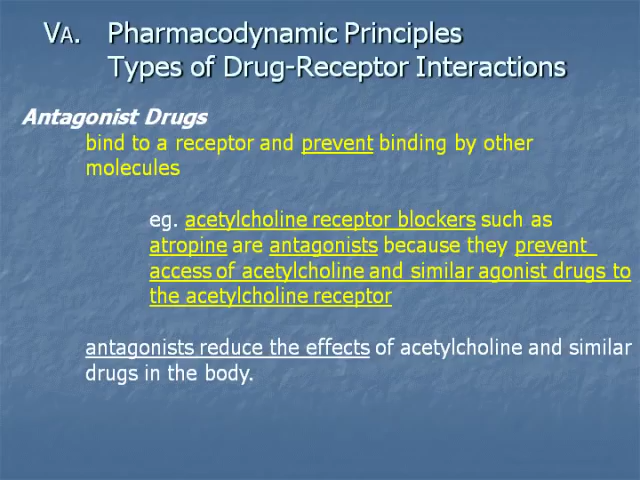 VA. Pharmacodynamic Principles
Types of Drug-Receptor Interactions
Antagonist Drugs
bind to a receptor and prevent binding by other
molecules
eg. acetylcholine receptor blockers such as
atropine are antagonists because they prevent
access of acetylcholine and similar agonist drugs to
the acetylcholine receptor
antagonists reduce the effects of acetylcholine and similar
drugs in the body.